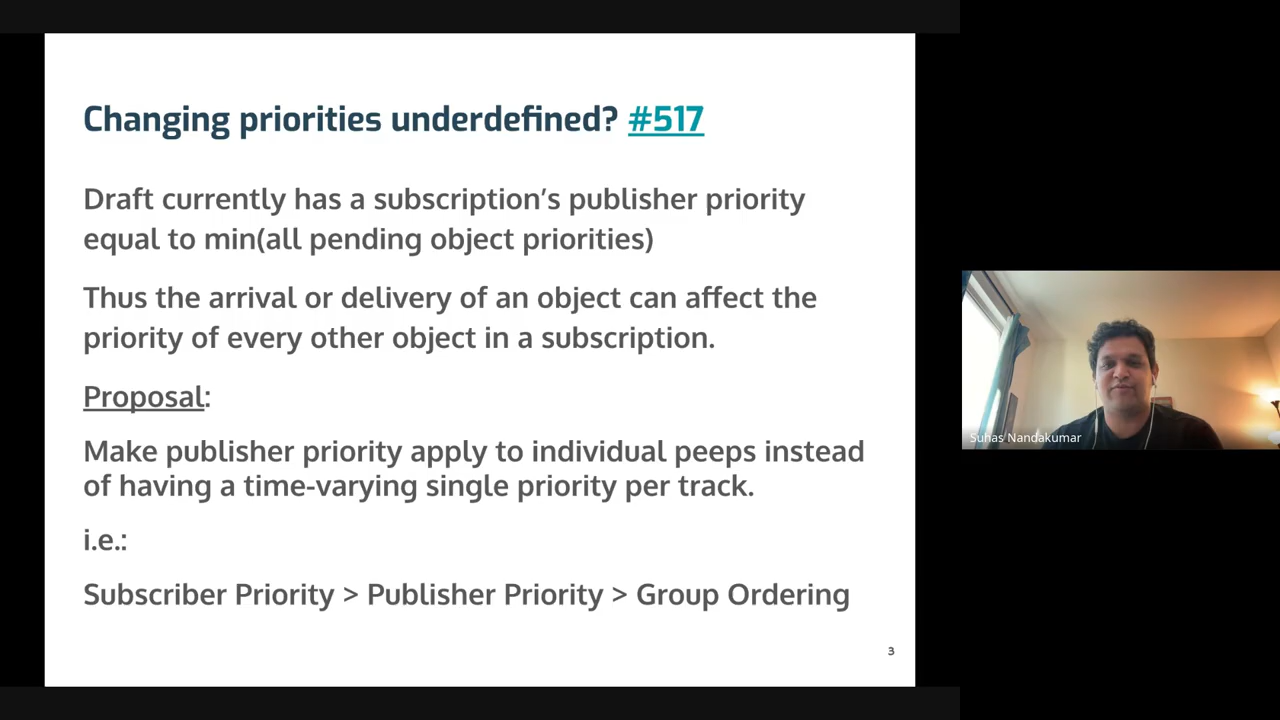 Changing priorities underdefined? #517
Draft currently has a subscription’s publisher priority
equal to min(all pending object priorities)
Thus the arrival or delivery of an object can affect the
priority of every other object in a subscription.
Proposal:
Make publisher priority apply to individual peeps instead
of having a time-varying single priority per track.
i.e.:
Subscriber Priority > Publisher Priority > Group Ordering
3
Suhas Nandakumar